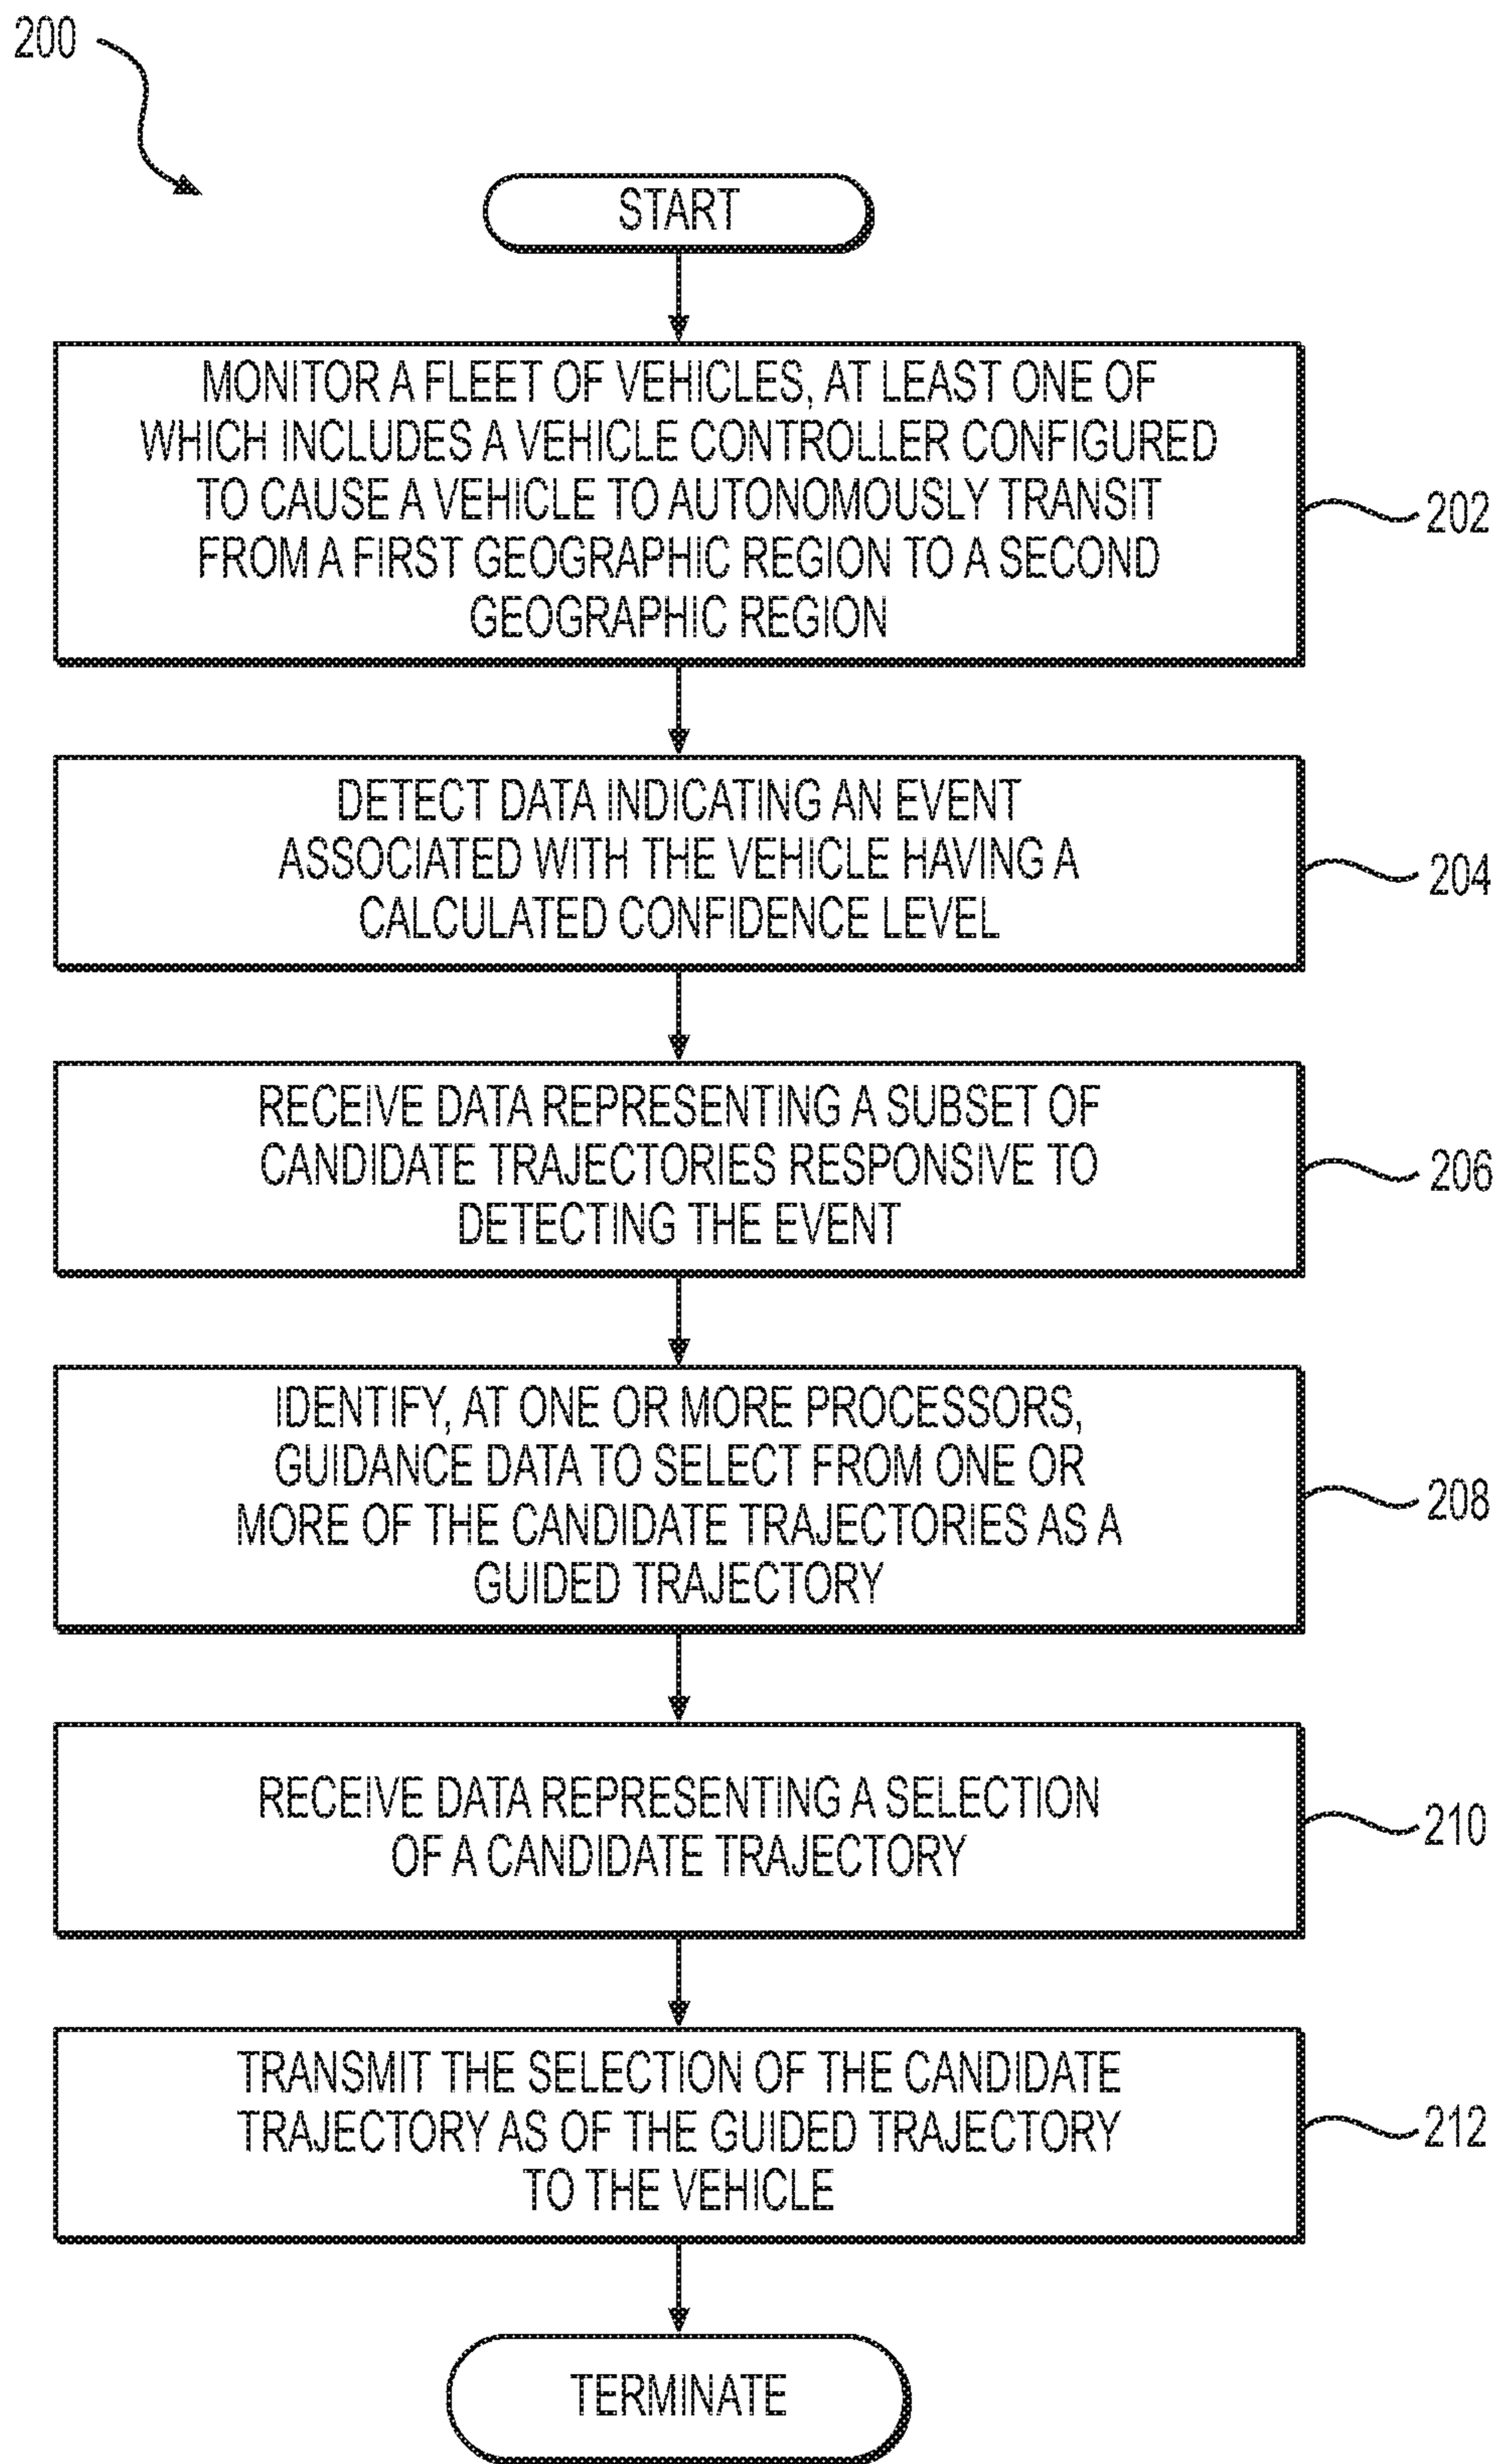 200
START
MONITOR A FLEET OF VEHICLES, AT LEAST ONE OF
WHICH INCLUDES A VEHICLE CONTROLLER CONFIGURED
TO CAUSE A VEHICLE TO AUTONOMOUSLY TRANSIT
FROM A FIRST GEOGRAPHIC REGION TO A SECOND
GEOGRAPHIC REGION
202
DETECT DATA INDICATING AN EVENT
ASSOCIATED WITH THE VEHICLE HAVING A
CALCULATED CONFIDENCE LEVEL
204
RECEIVE DATA REPRESENTING A SUBSET OF
CANDIDATE TRAJECTORIES RESPONSIVE TO
DETECTING THE EVENT
206
IDENTIFY, AT ONE OR MORE PROCESSORS,
GUIDANCE DATA TO SELECT FROM ONE OR
MORE OF THE CANDIDATE TRAJECTORIES AS A
GUIDED TRAJECTORY
208
RECEIVE DATA REPRESENTING A SELECTION
OF A CANDIDATE TRAJECTORY
210
TRANSMIT THE SELECTION OF THE CANDIDATE
TRAJECTORY AS OF THE GUIDED TRAJECTORY
TO THE VEHICLE
212
TERMINATE